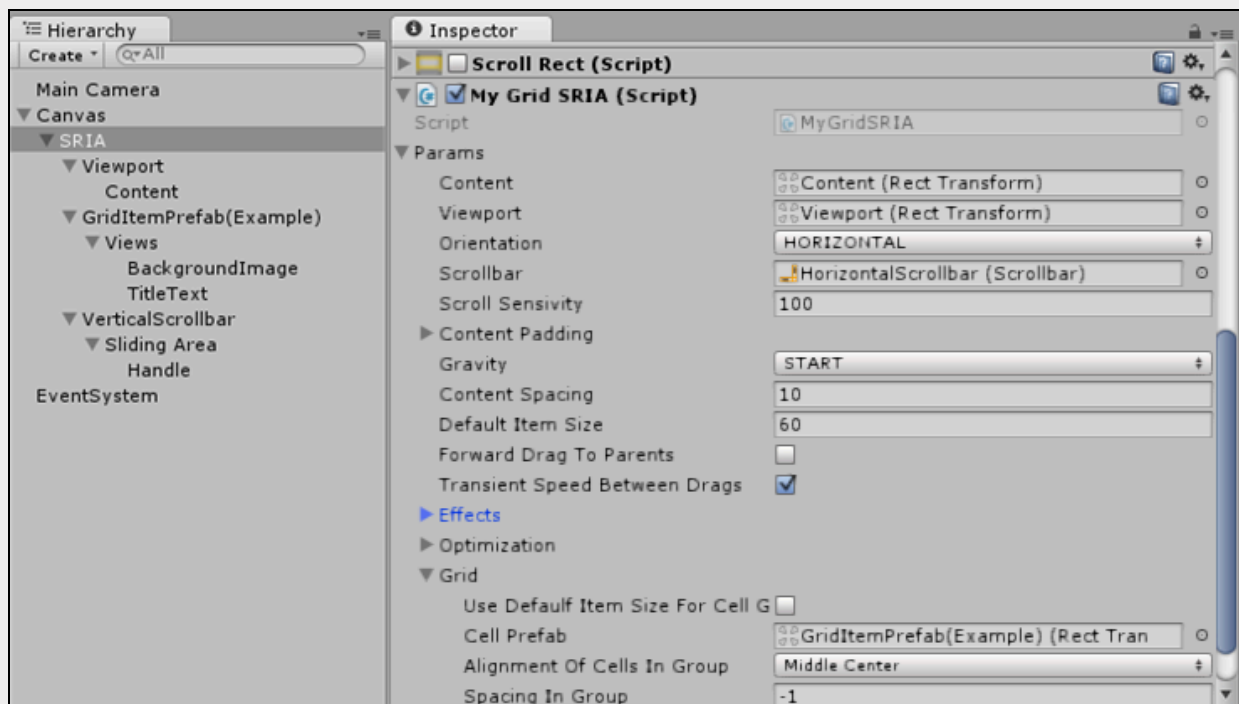 Hierarchy
Create
All
Main Camera
Canvas
SRIA
Viewport
Content
GridItemPrefab(Example)
Views
BackgroundImage
TitleText
VerticalScrollbar
Sliding Area
Handle
EventSystem
Inspector
Scroll Rect (Script)
My Grid SRIA (Script)
Script MyGridSRIA
Params
Content Content (Rect Transform)
Viewport Viewport (Rect Transform)
Orientation HORIZONTAL
Scrollbar HorizontalScrollbar (Scrollbar)
Scroll Sensivity 100
Content Padding
Gravity START
Content Spacing 10
Default Item Size 60
Forward Drag To Parents
Transient Speed Between Drags
Effects
Optimization
Grid
Use Defaulf Item Size For Cell G
Cell Prefab GridItemPrefab(Example) (Rect Tran
Alignment Of Cells In Group Middle Center
Spacing In Group -1